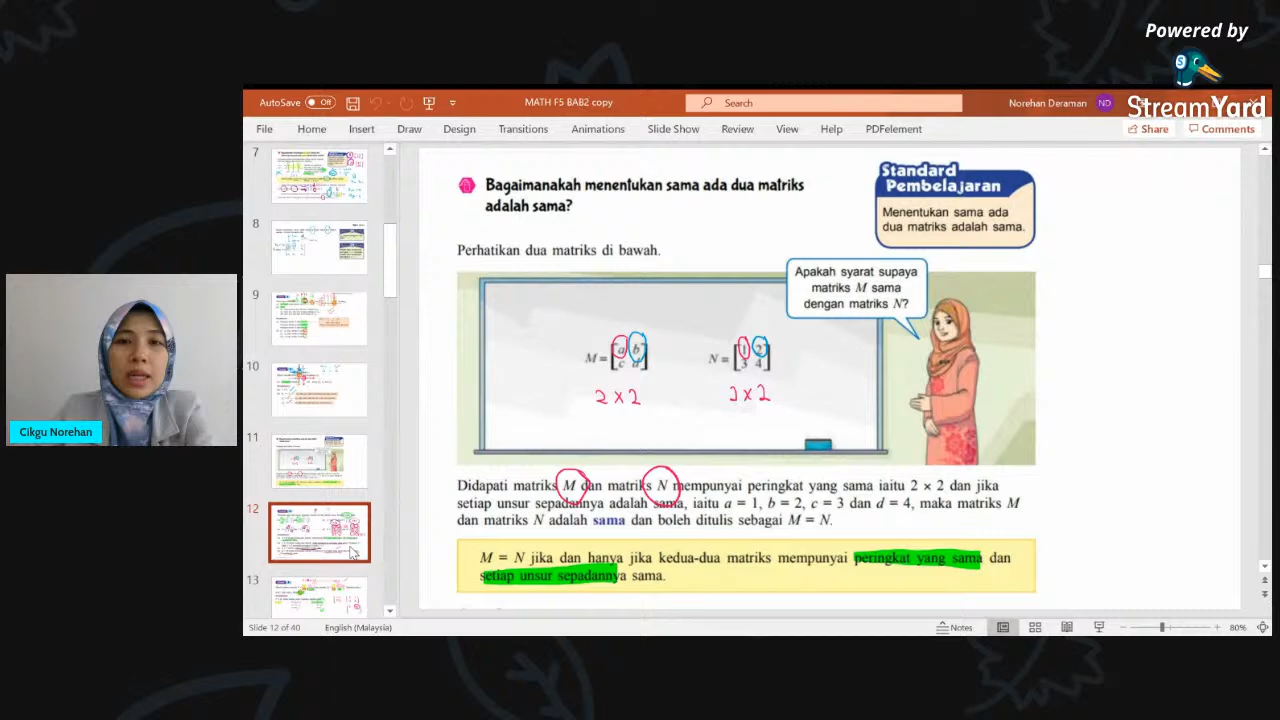 Powered by
StreamYard
AutoSave Off
MATH F5 BAB2 copy
Search
Norehan Deraman ND
File Home Insert Draw Design Transitions Animations Slide Show Review View Help PDFelement
Share Comments
7
8
9
10
11
12
13
Bagaimanakah menentukan sama ada dua matriks
adalah sama?
Standard
Pembelajaran
Menentukan sama ada
dua matriks adalah sama.
Perhatikan dua matriks di bawah.
Apakah syarat supaya
matriks M sama
dengan matriks N?
M = [a b
c d]
N = [1 2
3 4]
2 × 2
2 × 2
Didapati matriks M dan matriks N mempunyai peringkat yang sama iaitu 2 × 2 dan jika
setiap unsur sepadannya adalah sama, iaitu a = 1, b = 2, c = 3 dan d = 4, maka matriks M
dan matriks N adalah sama dan boleh ditulis sebagai M = N.
M = N jika dan hanya jika kedua-dua matriks mempunyai peringkat yang sama dan
setiap unsur sepadannya sama.
Cikgu Norehan
Slide 12 of 40 English (Malaysia)
Notes
80%